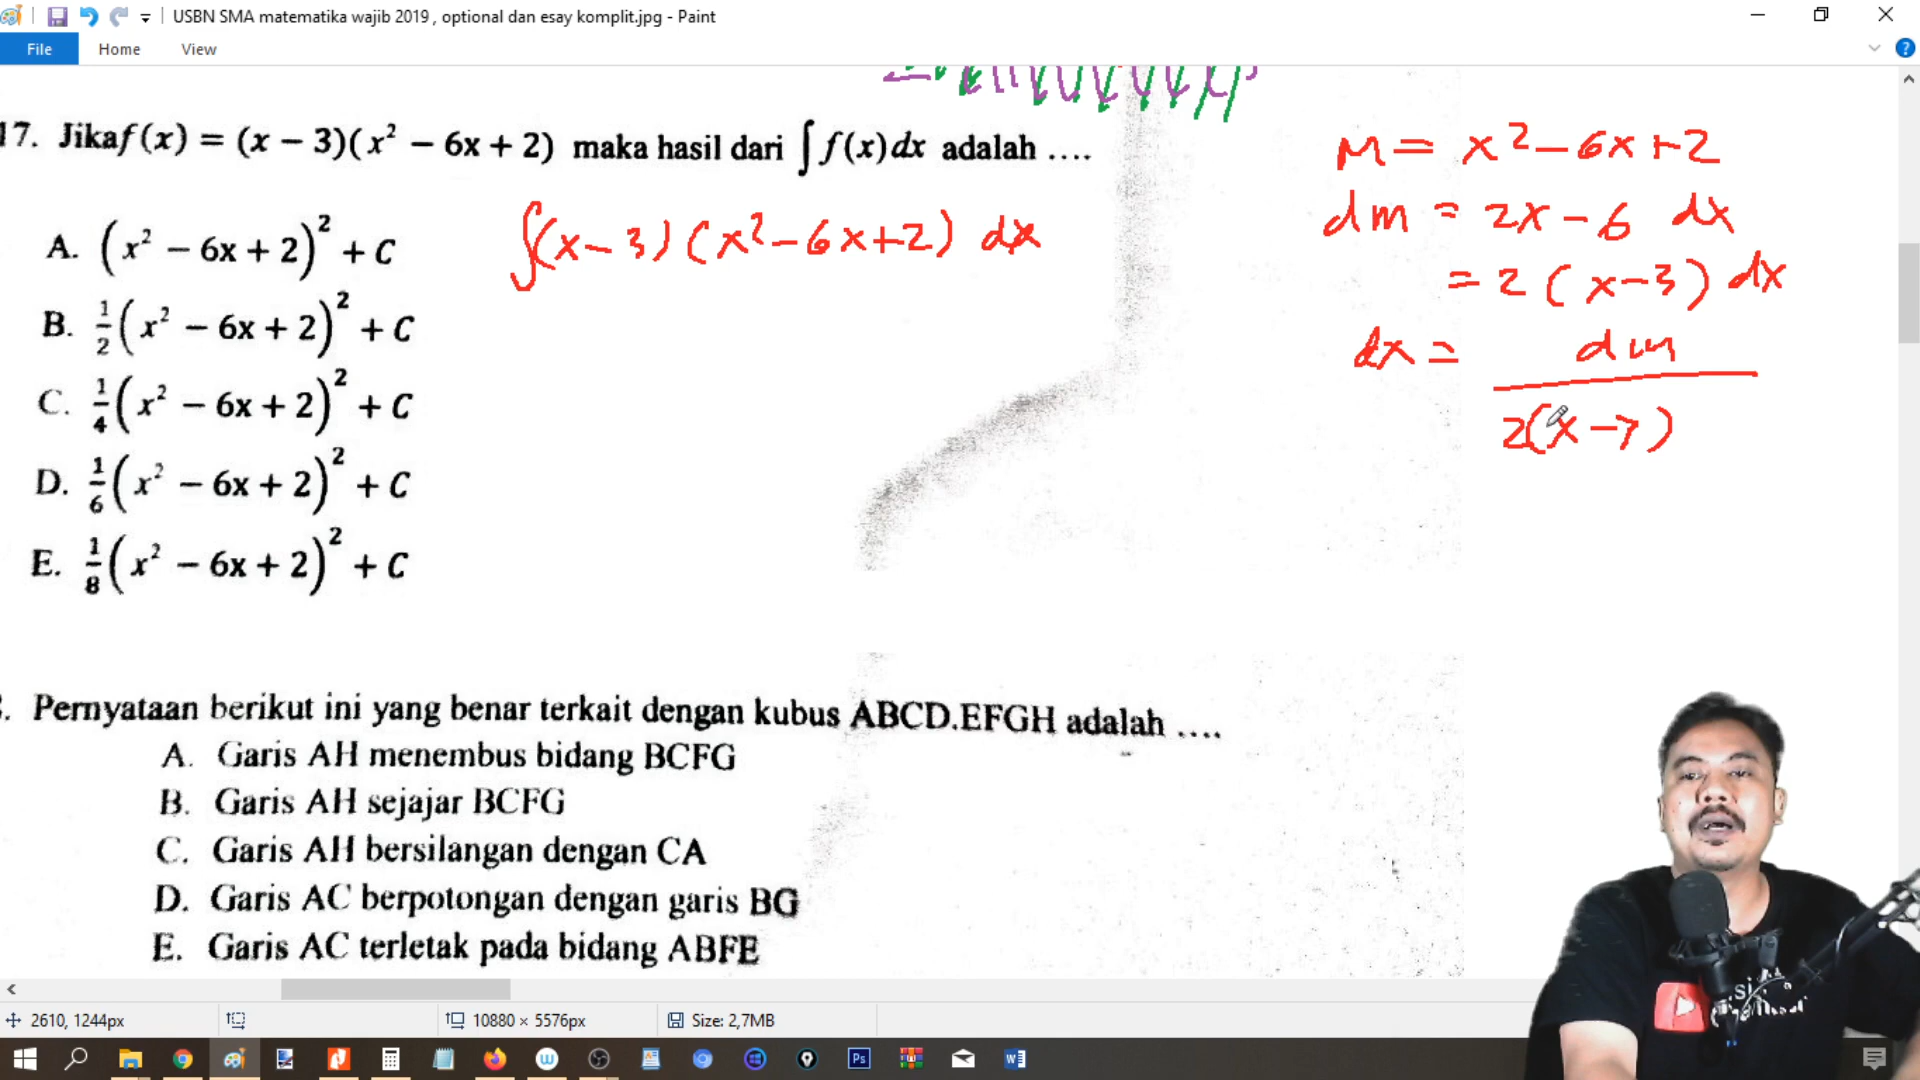 USBN SMA matematika wajib 2019 , optional dan esay komplit.jpg - Paint
File Home View
17. Jikaf(x) = (x − 3)(x² − 6x + 2) maka hasil dari ∫ f(x)dx adalah ....
A. (x² − 6x + 2)² + C
B. 1/2 (x² − 6x + 2)² + C
C. 1/4 (x² − 6x + 2)² + C
D. 1/6 (x² − 6x + 2)² + C
E. 1/8 (x² − 6x + 2)² + C
∫(x−3)(x²−6x+2) dx
M = x²−6x+2
dm = 2x−6 dx
= 2(x−3) dx
dx = dm
2(x−7)
. Pernyataan berikut ini yang benar terkait dengan kubus ABCD.EFGH adalah ....
A. Garis AH menembus bidang BCFG
B. Garis AH sejajar BCFG
C. Garis AH bersilangan dengan CA
D. Garis AC berpotongan dengan garis BG
E. Garis AC terletak pada bidang ABFE
2610, 1244px
10880 × 5576px
Size: 2,7MB
Ps